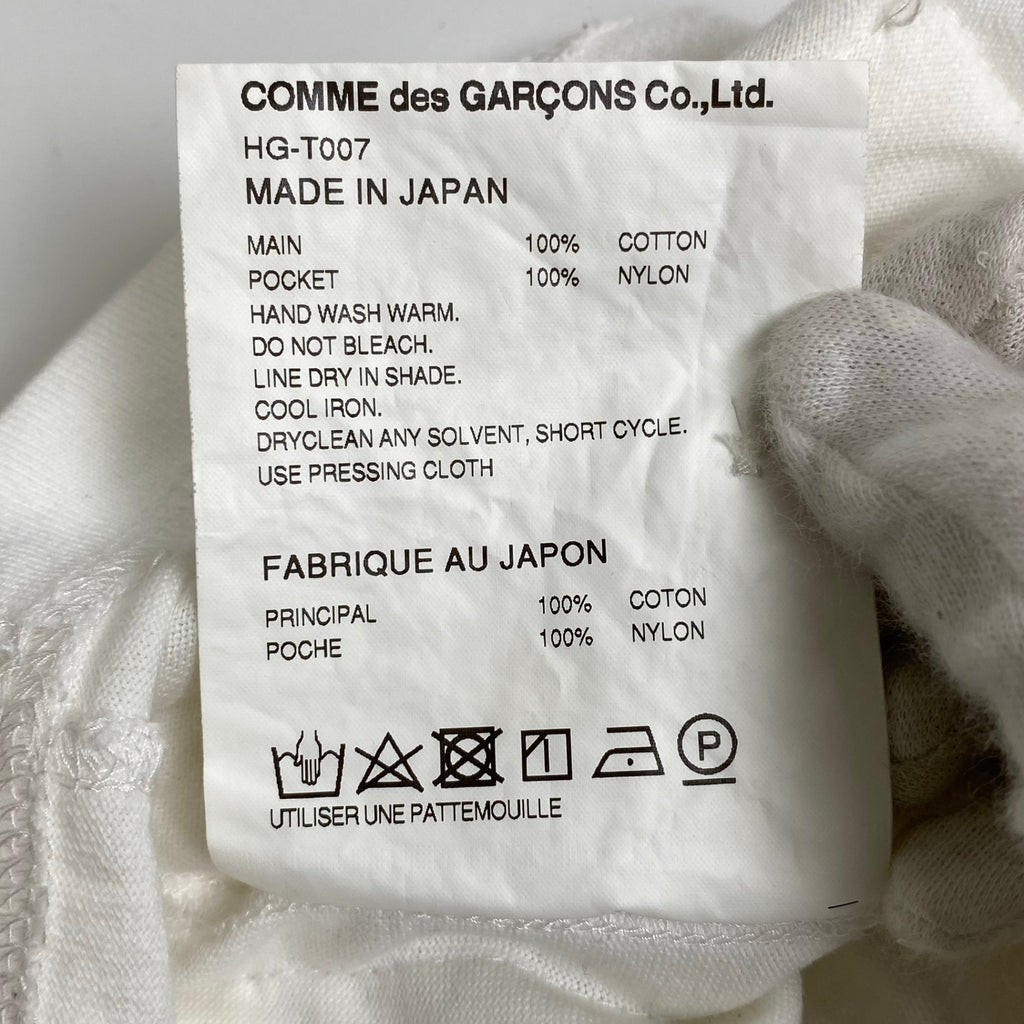 COMME des GARÇONS Co.,Ltd.
HG-T007
MADE IN JAPAN
MAIN 100% COTTON
POCKET 100% NYLON
HAND WASH WARM.
DO NOT BLEACH.
LINE DRY IN SHADE.
COOL IRON.
DRYCLEAN ANY SOLVENT, SHORT CYCLE.
USE PRESSING CLOTH
FABRIQUE AU JAPON
PRINCIPAL 100% COTON
POCHE 100% NYLON
P
UTILISER UNE PATTEMOUILLE